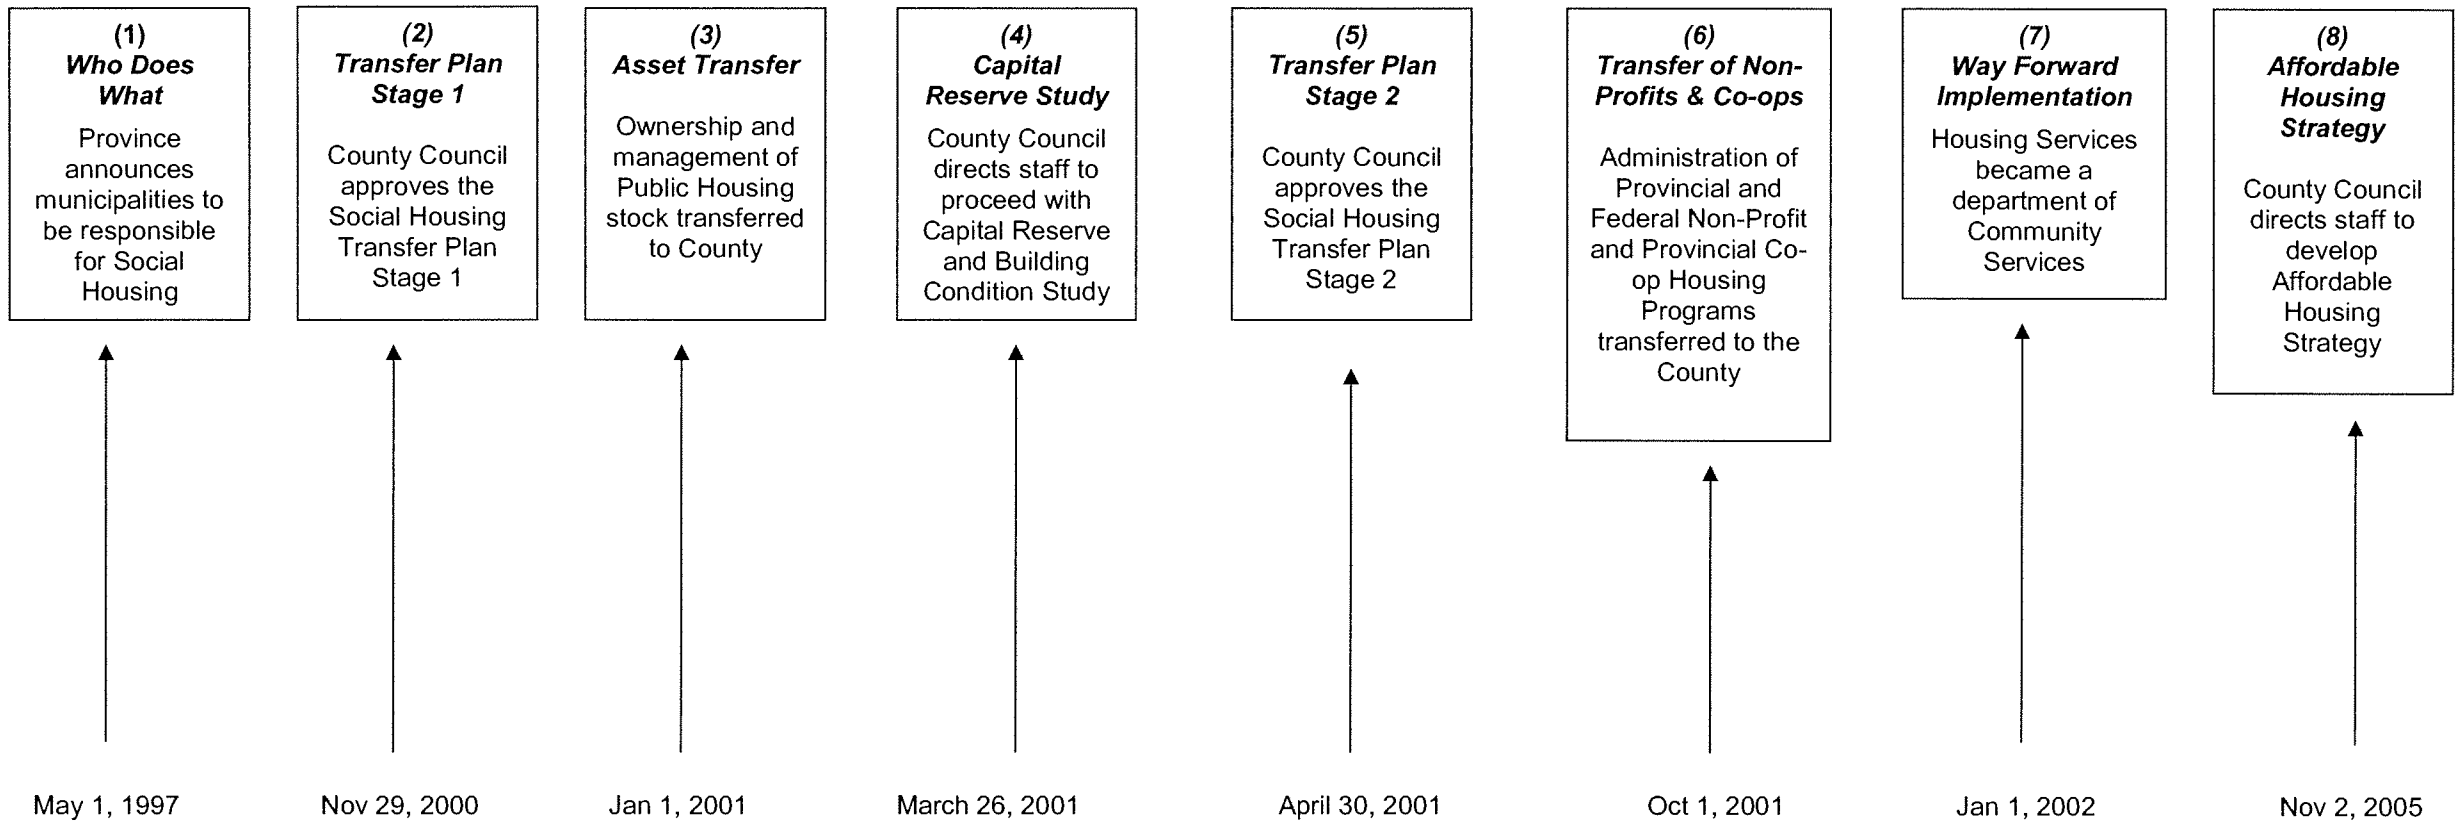 (1)
Who Does
What
Province
announces
municipalities to
be responsible
for Social
Housing
(2)
Transfer Plan
Stage 1
County Council
approves the
Social Housing
Transfer Plan
Stage 1
(3)
Asset Transfer
Ownership and
management of
Public Housing
stock transferred
to County
(4)
Capital
Reserve Study
County Council
directs staff to
proceed with
Capital Reserve
and Building
Condition Study
(5)
Transfer Plan
Stage 2
County Council
approves the
Social Housing
Transfer Plan
Stage 2
(6)
Transfer of Non-
Profits & Co-ops
Administration of
Provincial and
Federal Non-Profit
and Provincial Co-
op Housing
Programs
transferred to the
County
(7)
Way Forward
Implementation
Housing Services
became a
department of
Community
Services
(8)
Affordable
Housing
Strategy
County Council
directs staff to
develop
Affordable
Housing
Strategy
May 1, 1997
Nov 29, 2000
Jan 1, 2001
March 26, 2001
April 30, 2001
Oct 1, 2001
Jan 1, 2002
Nov 2, 2005